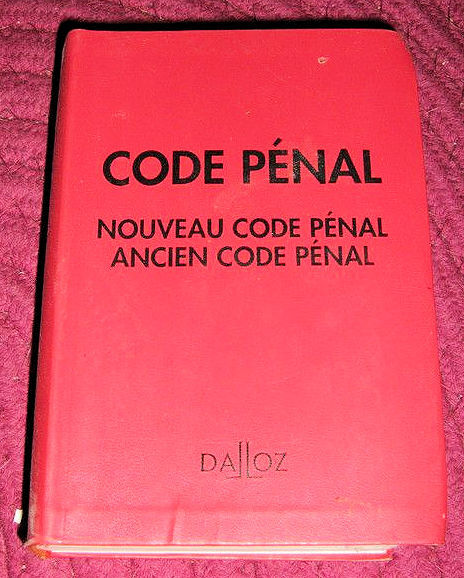 CODE PÉNAL
NOUVEAU CODE PÉNAL
ANCIEN CODE PÉNAL
DALLOZ